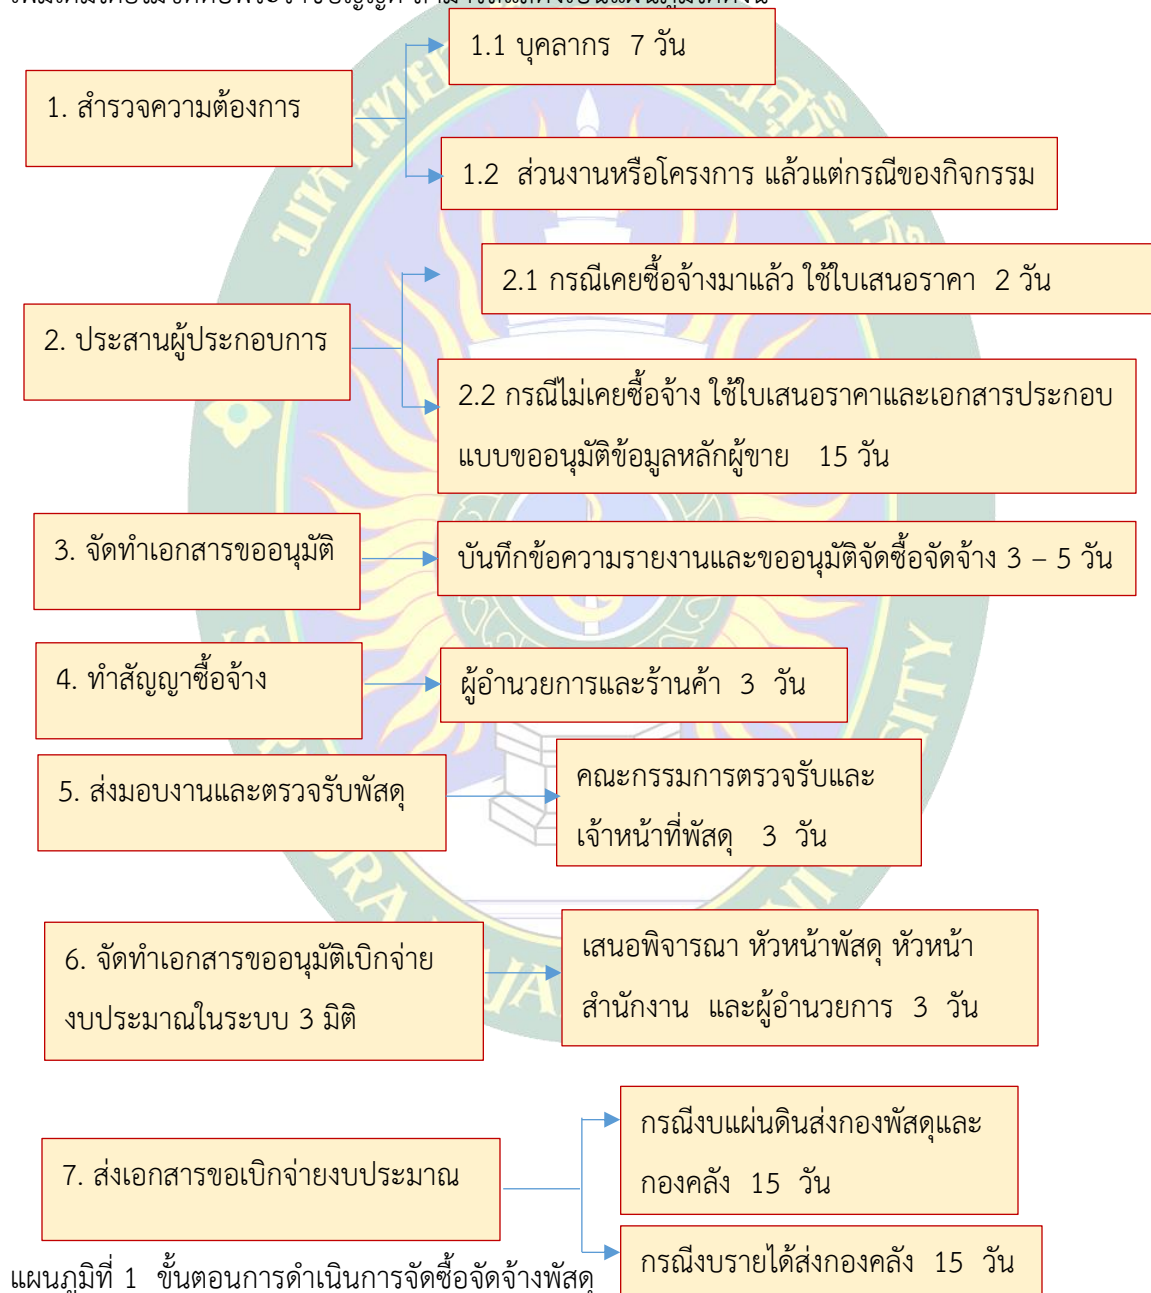 1.1 บุคลากร 7 วัน
1. สำรวจความต้องการ
1.2 ส่วนงานหรือโครงการ แล้วแต่กรณีของกิจกรรม
2.1 กรณีเคยซื้อจ้างมาแล้ว ใช้ใบเสนอราคา 2 วัน
2. ประสานผู้ประกอบการ
2.2 กรณีไม่เคยซื้อจ้าง ใช้ใบเสนอราคาและเอกสารประกอบ
แบบขออนุมัติข้อมูลหลักผู้ขาย 15 วัน
3. จัดทำเอกสารขออนุมัติ
บันทึกข้อความรายงานและขออนุมัติจัดซื้อจัดจ้าง 3 – 5 วัน
4. ทำสัญญาซื้อจ้าง
ผู้อำนวยการและร้านค้า 3 วัน
5. ส่งมอบงานและตรวจรับพัสดุ
คณะกรรมการตรวจรับและ
เจ้าหน้าที่พัสดุ 3 วัน
6. จัดทำเอกสารขออนุมัติเบิกจ่าย
งบประมาณในระบบ 3 มิติ
เสนอพิจารณา หัวหน้าพัสดุ หัวหน้า
สำนักงาน และผู้อำนวยการ 3 วัน
7. ส่งเอกสารขอเบิกจ่ายงบประมาณ
กรณีงบแผ่นดินส่งกองพัสดุและ
กองคลัง 15 วัน
กรณีงบรายได้ส่งกองคลัง 15 วัน
แผนภูมิที่ 1 ขั้นตอนการดำเนินการจัดซื้อจัดจ้างพัสดุ